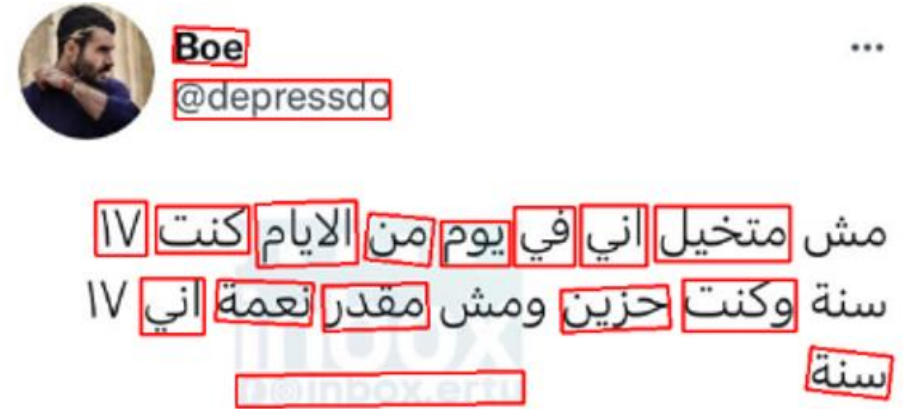 Boe
@depressdo
مش متخيل اني في يوم من الايام كنت ١٧
سنة وكنت حزين ومش مقدر نعمة اني ١٧
سنة
inbox